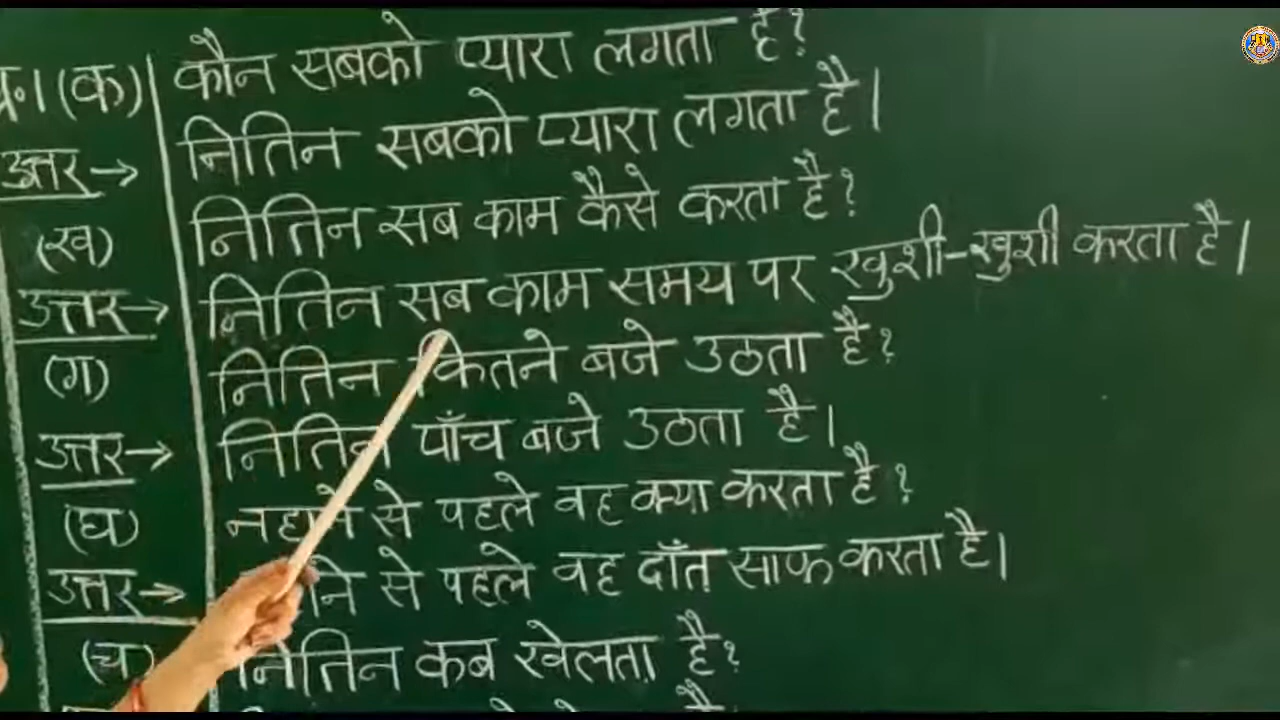 प्र॰1 (क) कौन सबको प्यारा लगता है?
उत्तर→ नितिन सबको प्यारा लगता है।
(ख) नितिन सब काम कैसे करता है?
उत्तर→ नितिन सब काम समय पर खुशी-खुशी करता है।
(ग) नितिन कितने बजे उठता है?
उत्तर→ नितिन पाँच बजे उठता है।
(घ) नहाने से पहले वह क्या करता है?
उत्तर→ से पहले वह दाँत साफ करता है।
(च) नितिन कब खेलता है?